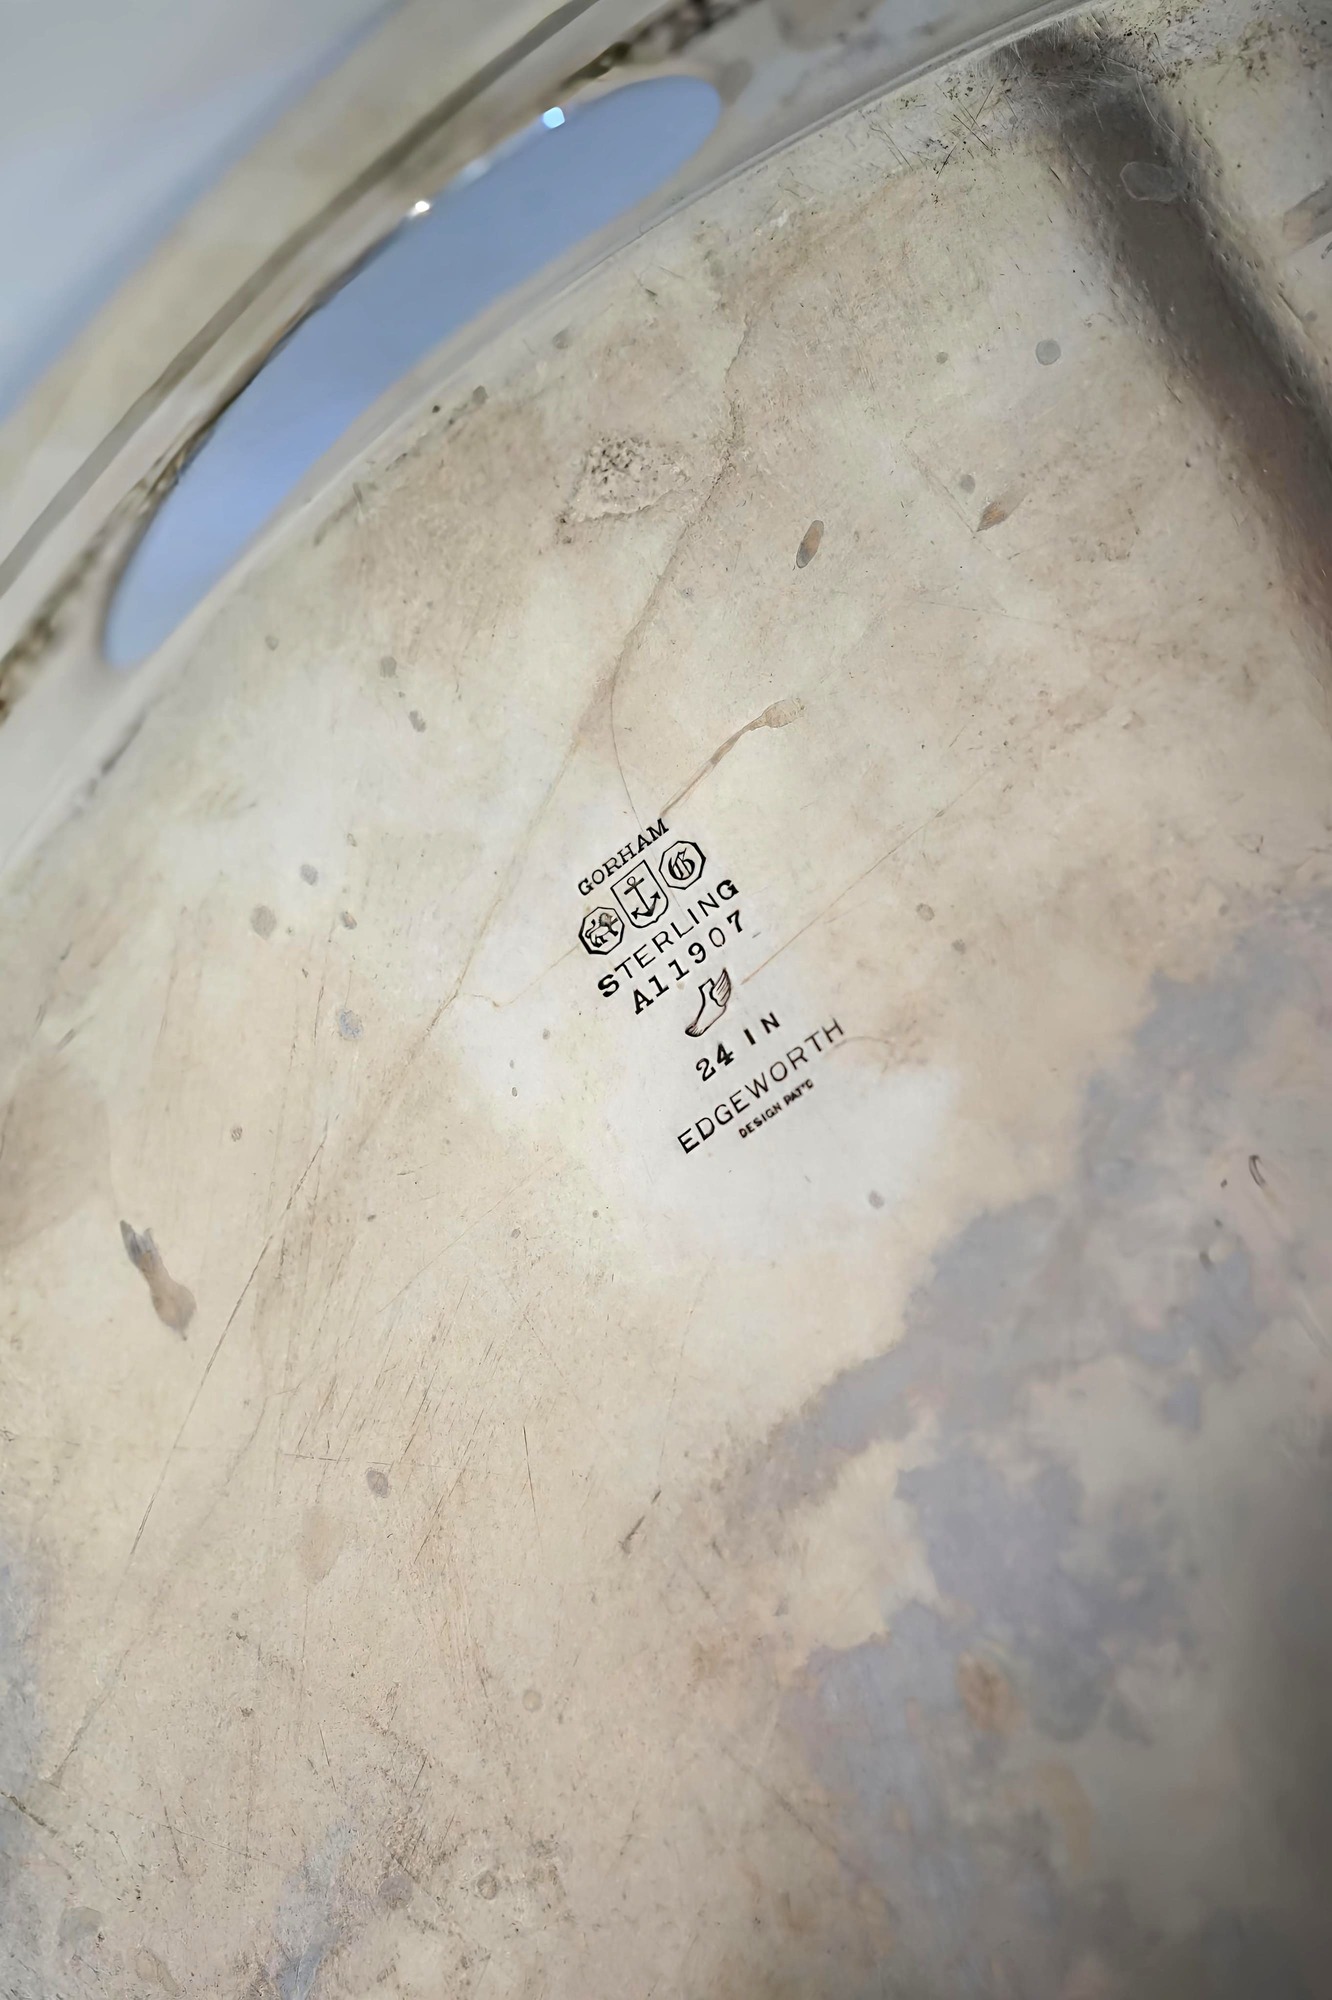 GORHAM
G
STERLING
A11907
24 IN
EDGEWORTH
DESIGN PAT'D